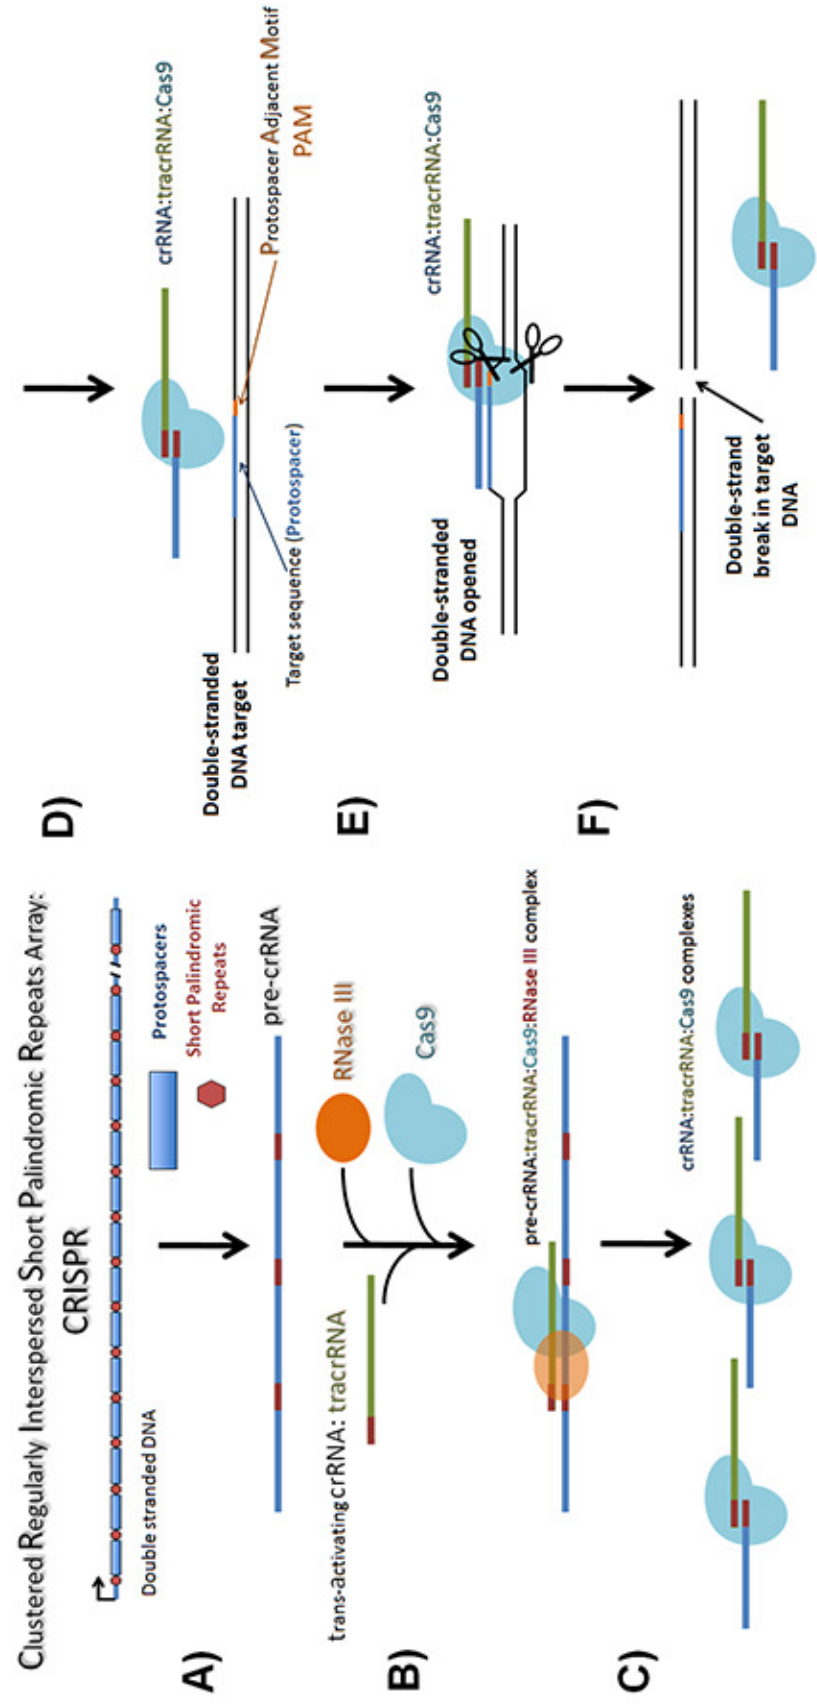 Clustered Regularly Interspersed Short Palindromic Repeats Array:
CRISPR
Double stranded DNA
Protospacers
Short Palindromic
Repeats
A)
pre-crRNA
B)
trans-activating crRNA: tracrRNA
RNase III
Cas9
pre-crRNA:tracrRNA:Cas9:RNase III complex
C)
crRNA:tracrRNA:Cas9 complexes
D)
crRNA:tracrRNA:Cas9
Double-stranded
DNA target
Target sequence (Protospacer)
Protospacer Adjacent Motif
PAM
E)
crRNA:tracrRNA:Cas9
Double-stranded
DNA opened
F)
Double-strand
break in target
DNA